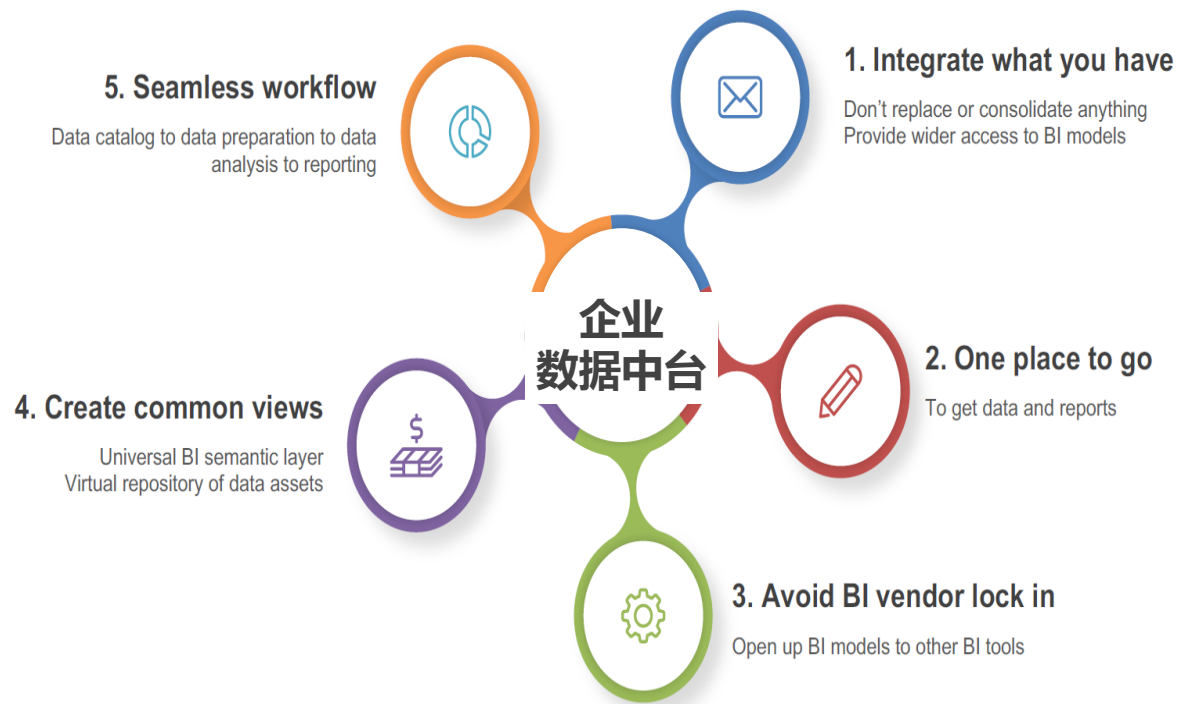 1. Integrate what you have
Don’t replace or consolidate anything
Provide wider access to BI models
2. One place to go
To get data and reports
3. Avoid BI vendor lock in
Open up BI models to other BI tools
4. Create common views
Universal BI semantic layer
Virtual repository of data assets
5. Seamless workflow
Data catalog to data preparation to data
analysis to reporting
企业
数据中台
$